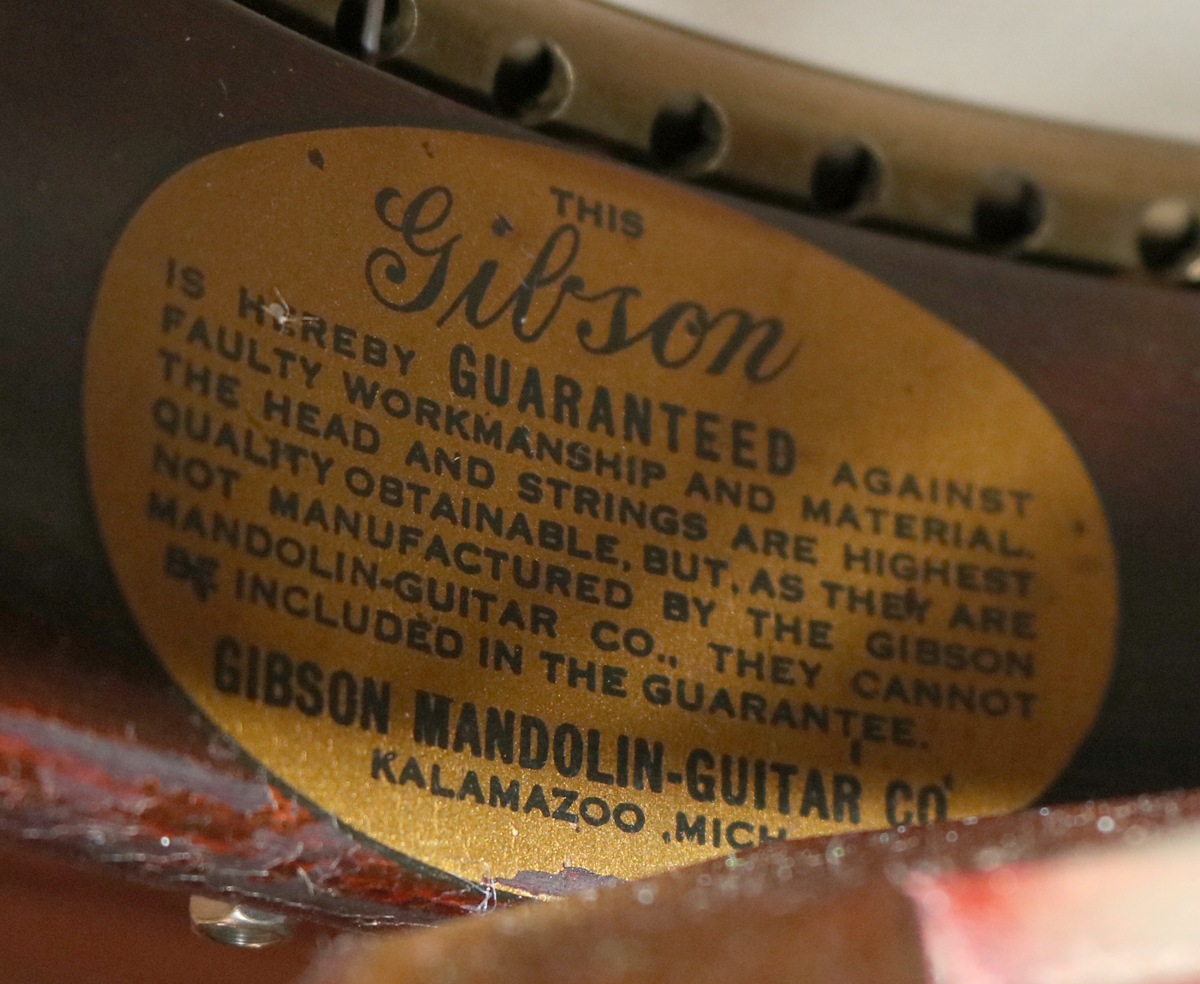 THIS
Gibson
IS HEREBY GUARANTEED AGAINST
FAULTY WORKMANSHIP AND MATERIAL.
THE HEAD AND STRINGS ARE HIGHEST
QUALITY OBTAINABLE, BUT, AS THEY ARE
NOT MANUFACTURED BY THE GIBSON
MANDOLIN-GUITAR CO., THEY CANNOT
BE INCLUDED IN THE GUARANTEE.
GIBSON MANDOLIN-GUITAR CO.
KALAMAZOO, MICH